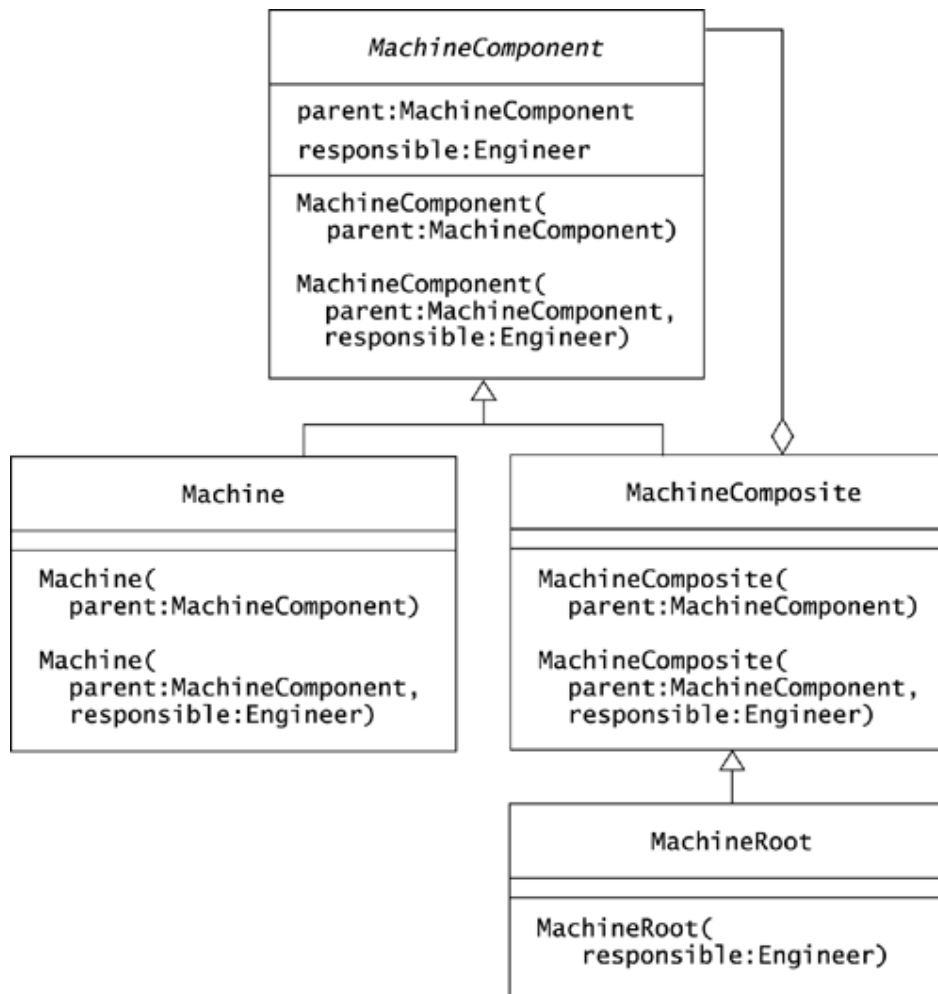 MachineComponent
parent:MachineComponent
responsible:Engineer
MachineComponent(
parent:MachineComponent)
MachineComponent(
parent:MachineComponent,
responsible:Engineer)
Machine
Machine(
parent:MachineComponent)
Machine(
parent:MachineComponent,
responsible:Engineer)
MachineComposite
MachineComposite(
parent:MachineComponent)
MachineComposite(
parent:MachineComponent,
responsible:Engineer)
MachineRoot
MachineRoot(
responsible:Engineer)